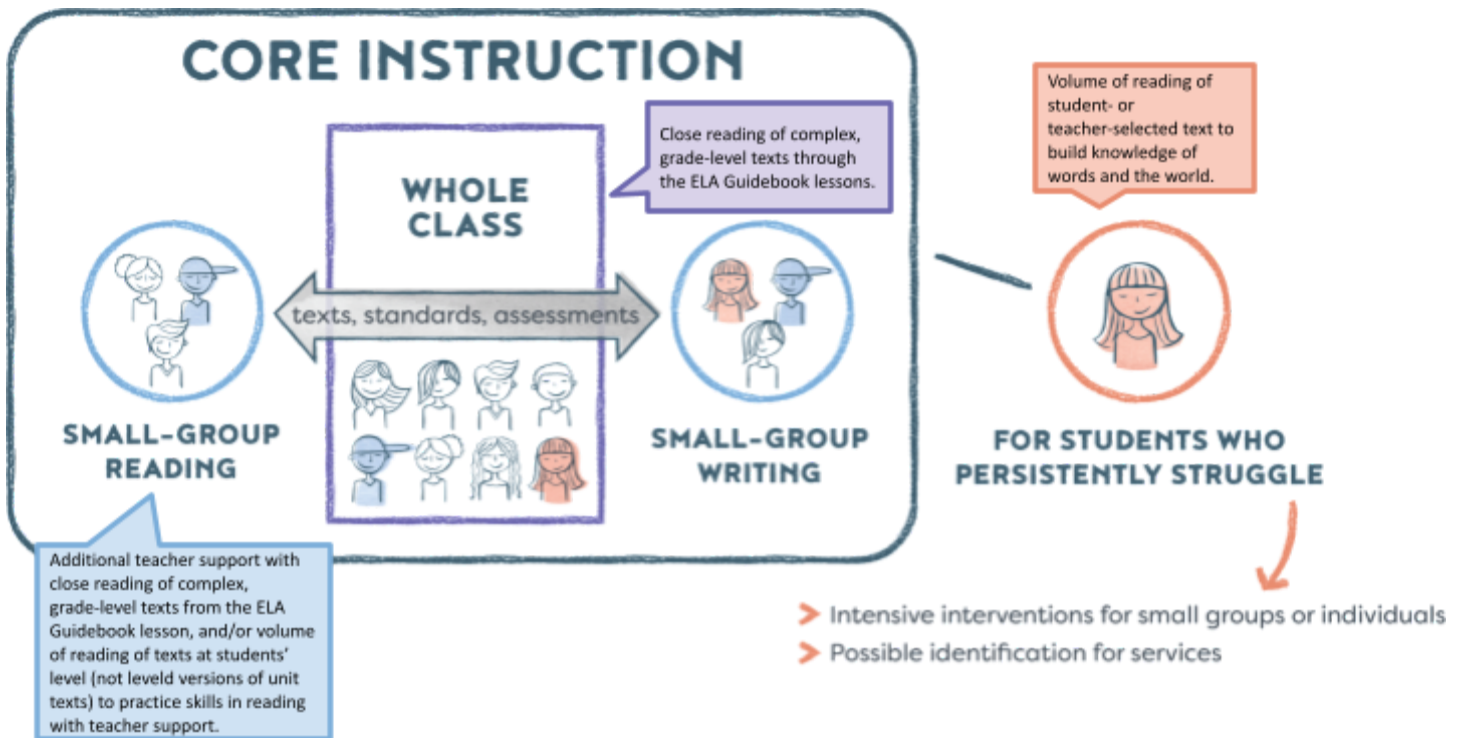 CORE INSTRUCTION
Close reading of complex,
grade-level texts through
the ELA Guidebook lessons.
Volume of reading of
student- or
teacher-selected text to
build knowledge of
words and the world.
WHOLE
CLASS
texts, standards, assessments
SMALL-GROUP
READING
SMALL-GROUP
WRITING
FOR STUDENTS WHO
PERSISTENTLY STRUGGLE
Additional teacher support with
close reading of complex,
grade-level texts from the ELA
Guidebook lesson, and/or volume
of reading of texts at students'
level (not leveld versions of unit
texts) to practice skills in reading
with teacher support.
Intensive interventions for small groups or individuals
Possible identification for services